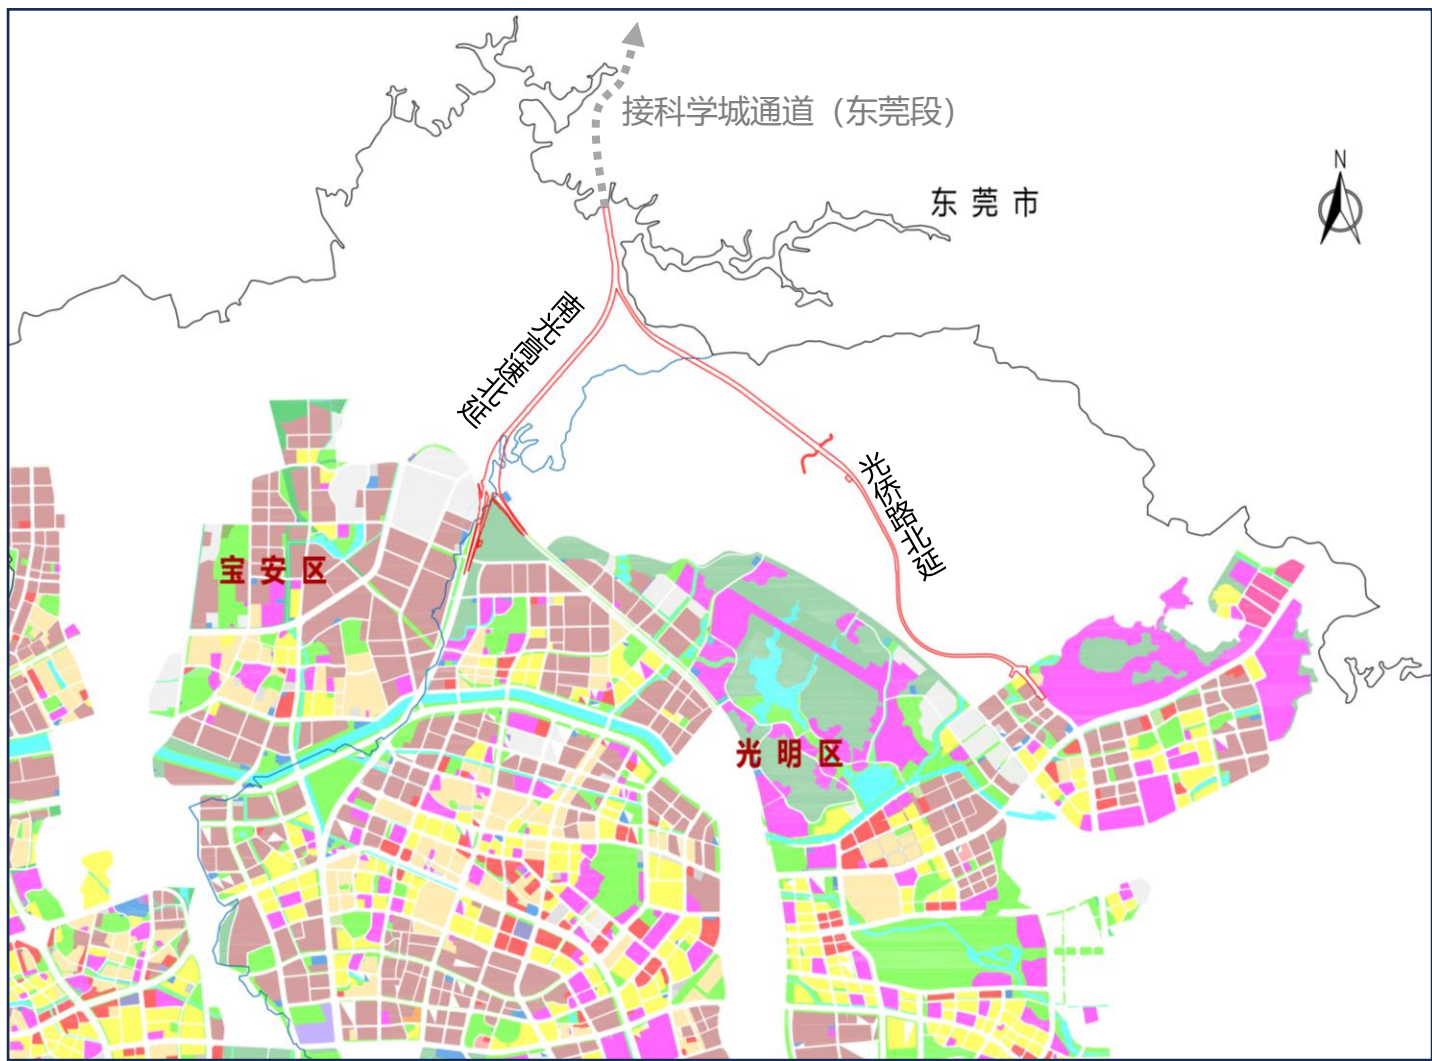 接科学城通道（东莞段）
N
东莞市
南光高速北延
光侨路北延
宝安区
光明区